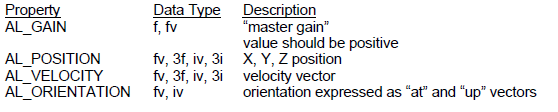 Property Data Type Description
AL_GAIN f, fv “master gain”
value should be positive
AL_POSITION fv, 3f, iv, 3i X, Y, Z position
AL_VELOCITY fv, 3f, iv, 3i velocity vector
AL_ORIENTATION fv, iv orientation expressed as “at” and “up” vectors